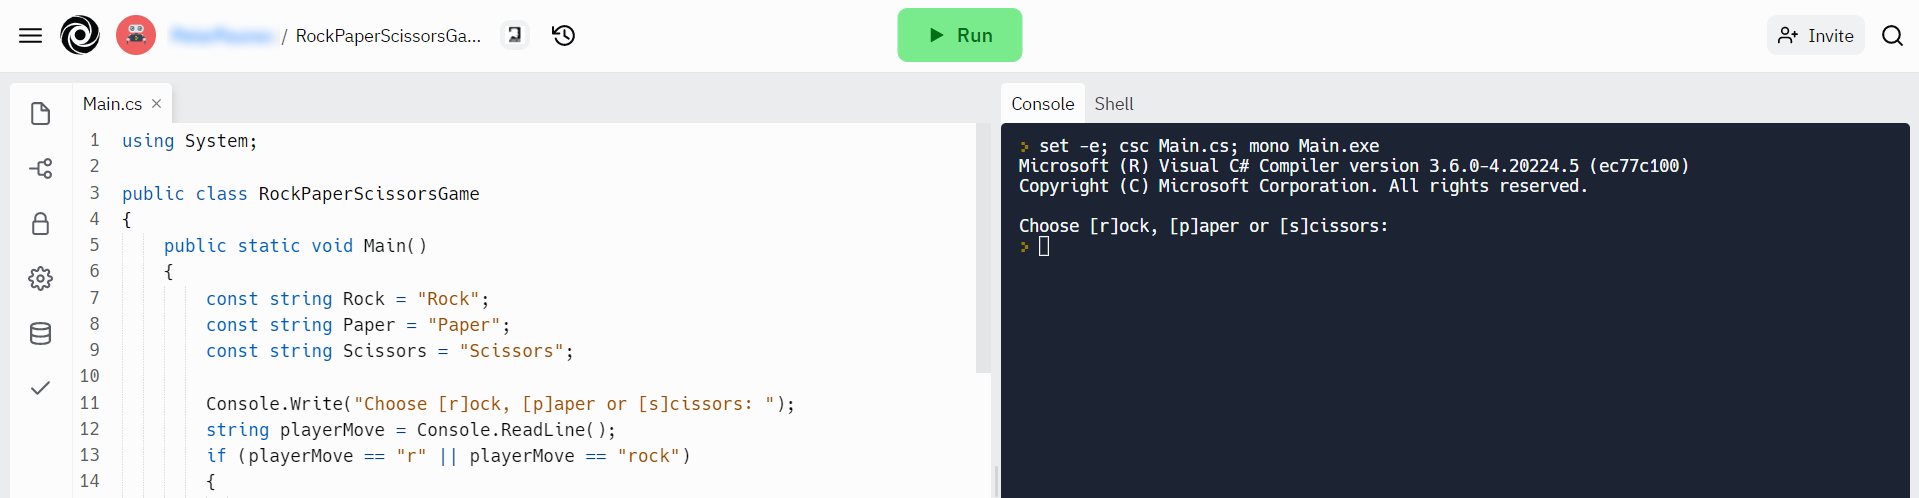 / RockPaperScissorsGa...
Run
Invite
Main.cs ×
1 using System;
2
3 public class RockPaperScissorsGame
4 {
5 public static void Main()
6 {
7 const string Rock = "Rock";
8 const string Paper = "Paper";
9 const string Scissors = "Scissors";
10
11 Console.Write("Choose [r]ock, [p]aper or [s]cissors: ");
12 string playerMove = Console.ReadLine();
13 if (playerMove == "r" || playerMove == "rock")
14 {
Console Shell
> set -e; csc Main.cs; mono Main.exe
Microsoft (R) Visual C# Compiler version 3.6.0-4.20224.5 (ec77c100)
Copyright (C) Microsoft Corporation. All rights reserved.
Choose [r]ock, [p]aper or [s]cissors:
>